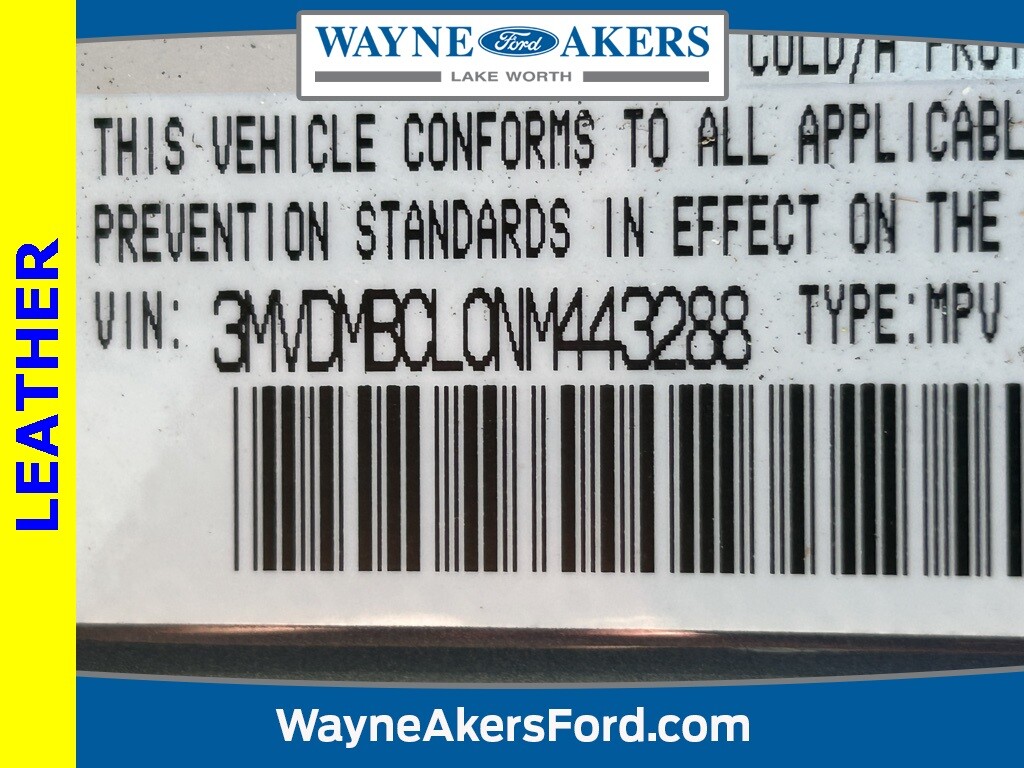 WAYNE Ford AKERS
LAKE WORTH
COLD/A
THIS VEHICLE CONFORMS TO ALL
PREVENTION STANDARDS IN EFFECT ON THE
VIN: 3MVDMBCL0NM443288 TYPE:MPV
LEATHER
WayneAkersFord.com